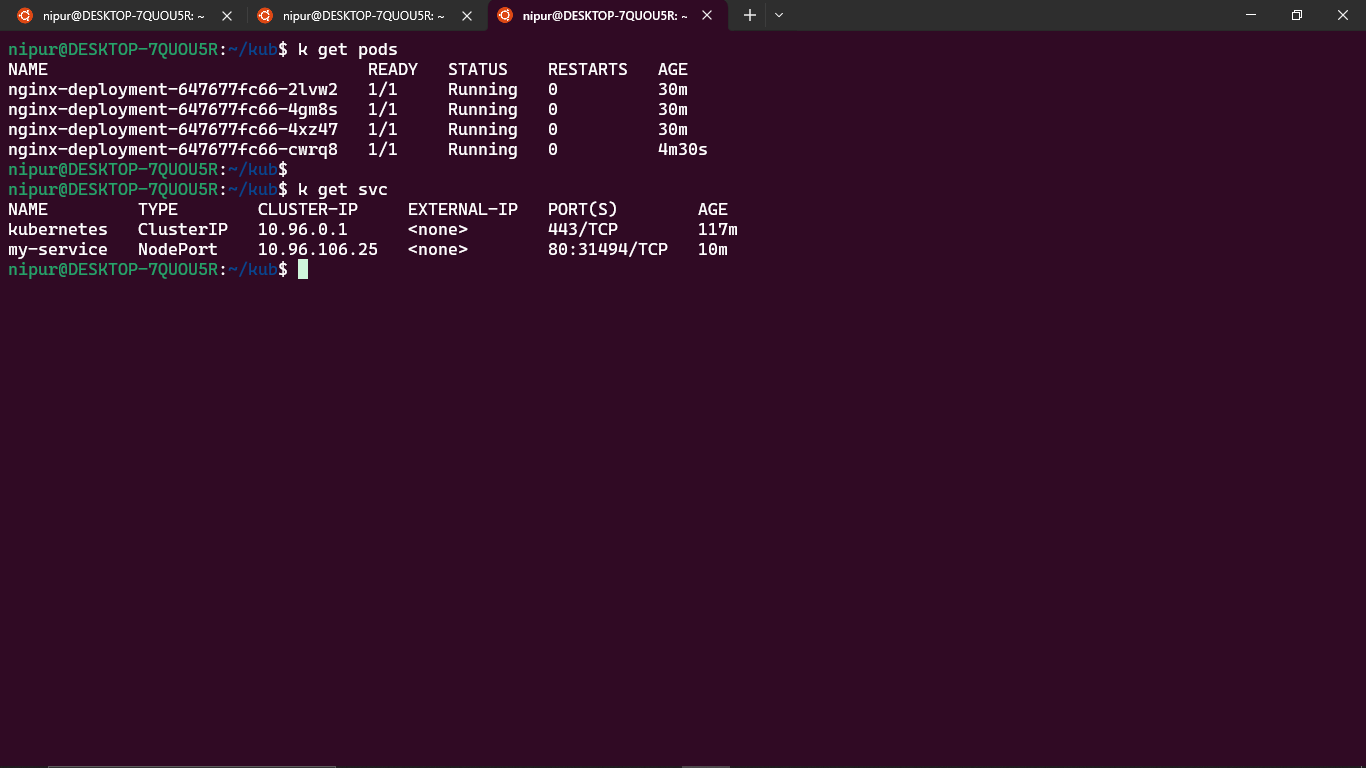 nipur@DESKTOP-7QUOU5R: ~ nipur@DESKTOP-7QUOU5R: ~ nipur@DESKTOP-7QUOU5R: ~
nipur@DESKTOP-7QUOU5R:~/kub$ k get pods
NAME READY STATUS RESTARTS AGE
nginx-deployment-647677fc66-2lvw2 1/1 Running 0 30m
nginx-deployment-647677fc66-4gm8s 1/1 Running 0 30m
nginx-deployment-647677fc66-4xz47 1/1 Running 0 30m
nginx-deployment-647677fc66-cwrq8 1/1 Running 0 4m30s
nipur@DESKTOP-7QUOU5R:~/kub$
nipur@DESKTOP-7QUOU5R:~/kub$ k get svc
NAME TYPE CLUSTER-IP EXTERNAL-IP PORT(S) AGE
kubernetes ClusterIP 10.96.0.1 <none> 443/TCP 117m
my-service NodePort 10.96.106.25 <none> 80:31494/TCP 10m
nipur@DESKTOP-7QUOU5R:~/kub$